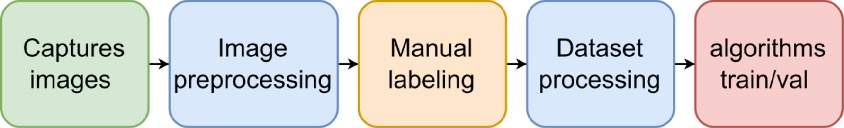 Captures
images
Image
preprocessing
Manual
labeling
Dataset
processing
algorithms
train/val